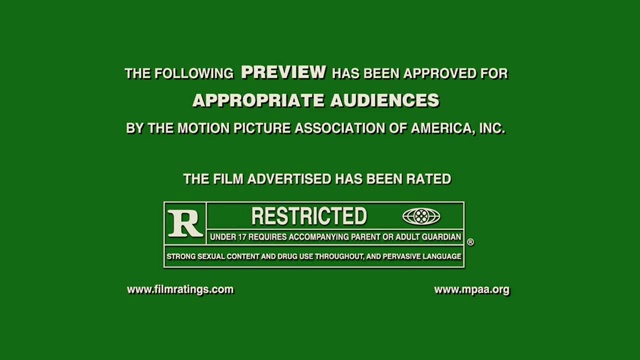 THE FOLLOWING PREVIEW HAS BEEN APPROVED FOR
APPROPRIATE AUDIENCES
BY THE MOTION PICTURE ASSOCIATION OF AMERICA, INC.
THE FILM ADVERTISED HAS BEEN RATED
R RESTRICTED
UNDER 17 REQUIRES ACCOMPANYING PARENT OR ADULT GUARDIAN
®
STRONG SEXUAL CONTENT AND DRUG USE THROUGHOUT, AND PERVASIVE LANGUAGE
www.filmratings.com www.mpaa.org